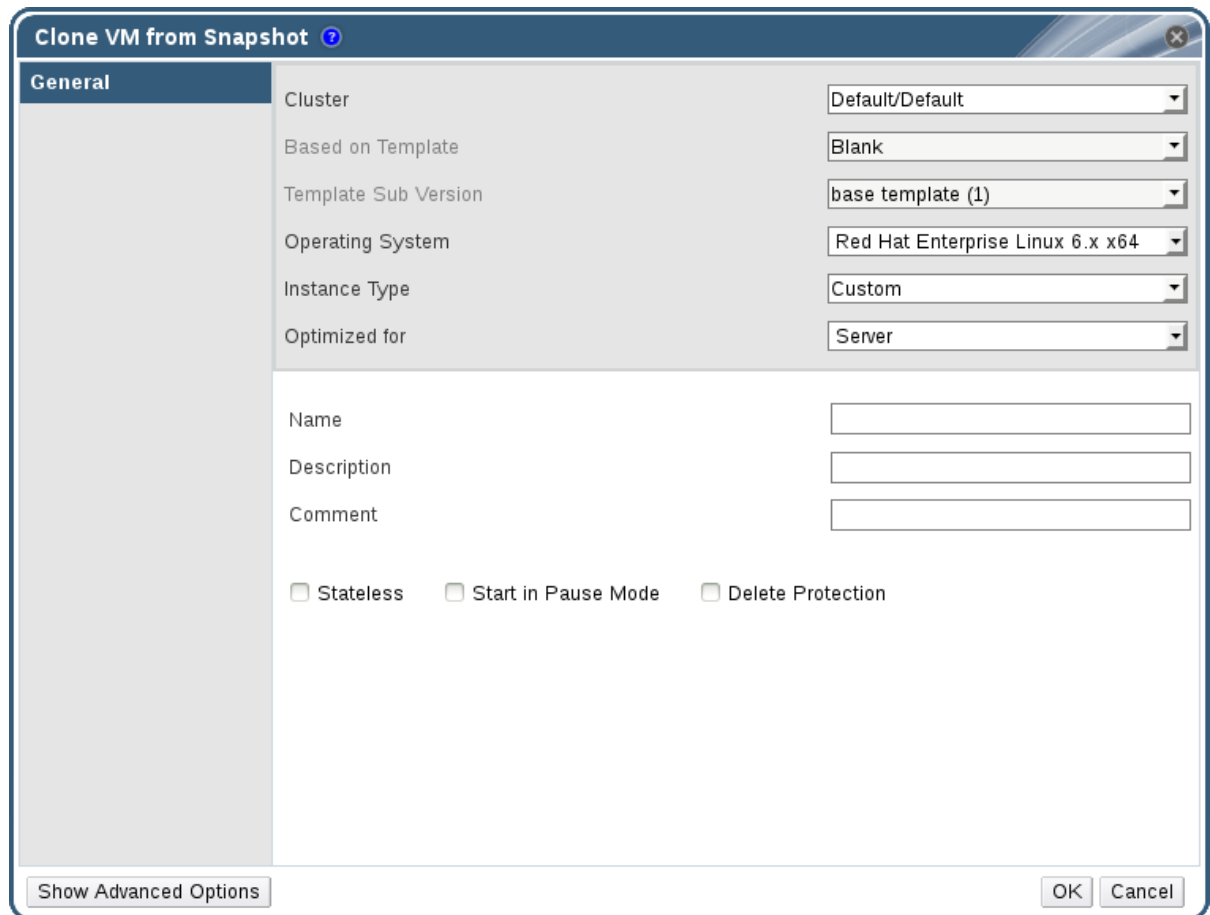 Clone VM from Snapshot ?
General
Cluster Default/Default
Based on Template Blank
Template Sub Version base template (1)
Operating System Red Hat Enterprise Linux 6.x x64
Instance Type Custom
Optimized for Server
Name
Description
Comment
Stateless Start in Pause Mode Delete Protection
Show Advanced Options OK Cancel